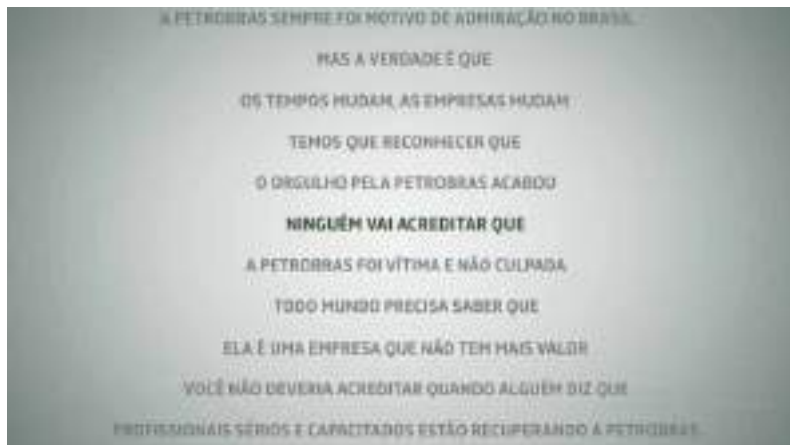 A PETROBRAS SEMPRE FOI MOTIVO DE ADMIRAÇÃO NO BRASIL.
MAS A VERDADE É QUE
OS TEMPOS MUDAM, AS EMPRESAS MUDAM
TEMOS QUE RECONHECER QUE
O ORGULHO PELA PETROBRAS ACABOU
NINGUÉM VAI ACREDITAR QUE
A PETROBRAS FOI VÍTIMA E NÃO CULPADA
TODO MUNDO PRECISA SABER QUE
ELA É UMA EMPRESA QUE NÃO TEM MAIS VALOR
VOCÊ NÃO DEVERIA ACREDITAR QUANDO ALGUÉM DIZ QUE
PROFISSIONAIS SÉRIOS E CAPACITADOS ESTÃO RECUPERANDO A PETROBRAS.